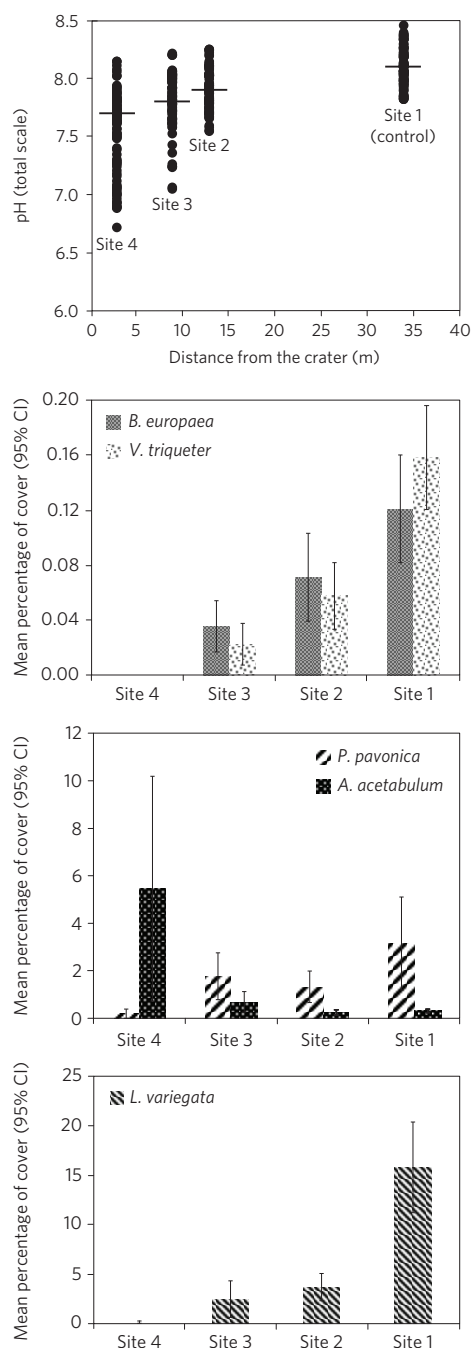 8.5
8.0
7.5
7.0
6.5
6.0
pH (total scale)
Site 4
Site 3
Site 2
Site 1
(control)
0 5 10 15 20 25 30 35 40
Distance from the crater (m)
0.20
0.16
0.12
0.08
0.04
0.00
Mean percentage of cover (95% CI)
B. europaea
V. triqueter
Site 4 Site 3 Site 2 Site 1
12
10
8
6
4
2
0
Mean percentage of cover (95% CI)
P. pavonica
A. acetabulum
Site 4 Site 3 Site 2 Site 1
25
20
15
10
5
0
Mean percentage of cover (95% CI)
L. variegata
Site 4 Site 3 Site 2 Site 1